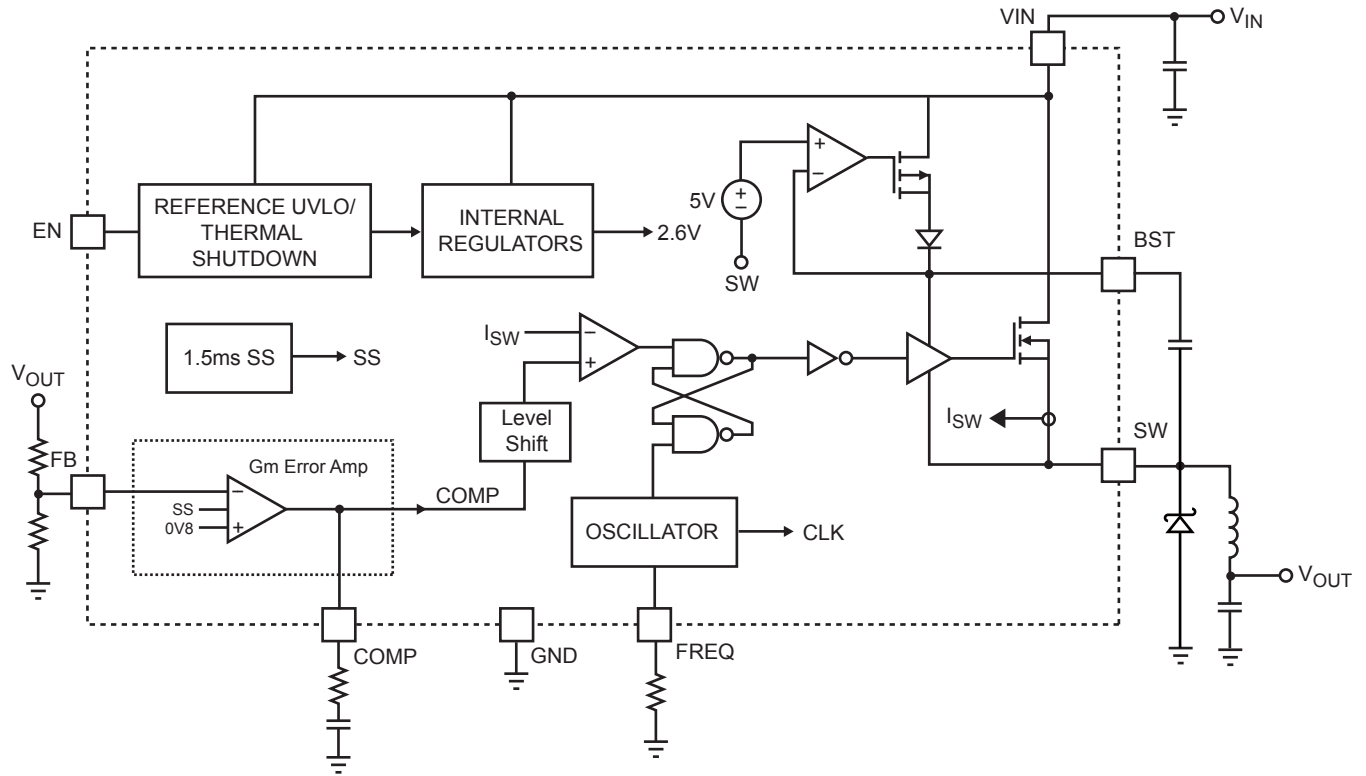 VIN
V_IN
REFERENCE UVLO/
THERMAL
SHUTDOWN
INTERNAL
REGULATORS
2.6V
EN
5V
+
−
+
−
SW
BST
1.5ms SS
SS
I_SW
−
+
V_OUT
Level
Shift
I_SW
SW
FB
Gm Error Amp
−
SS
0V8
+
COMP
OSCILLATOR
CLK
V_OUT
COMP
GND
FREQ